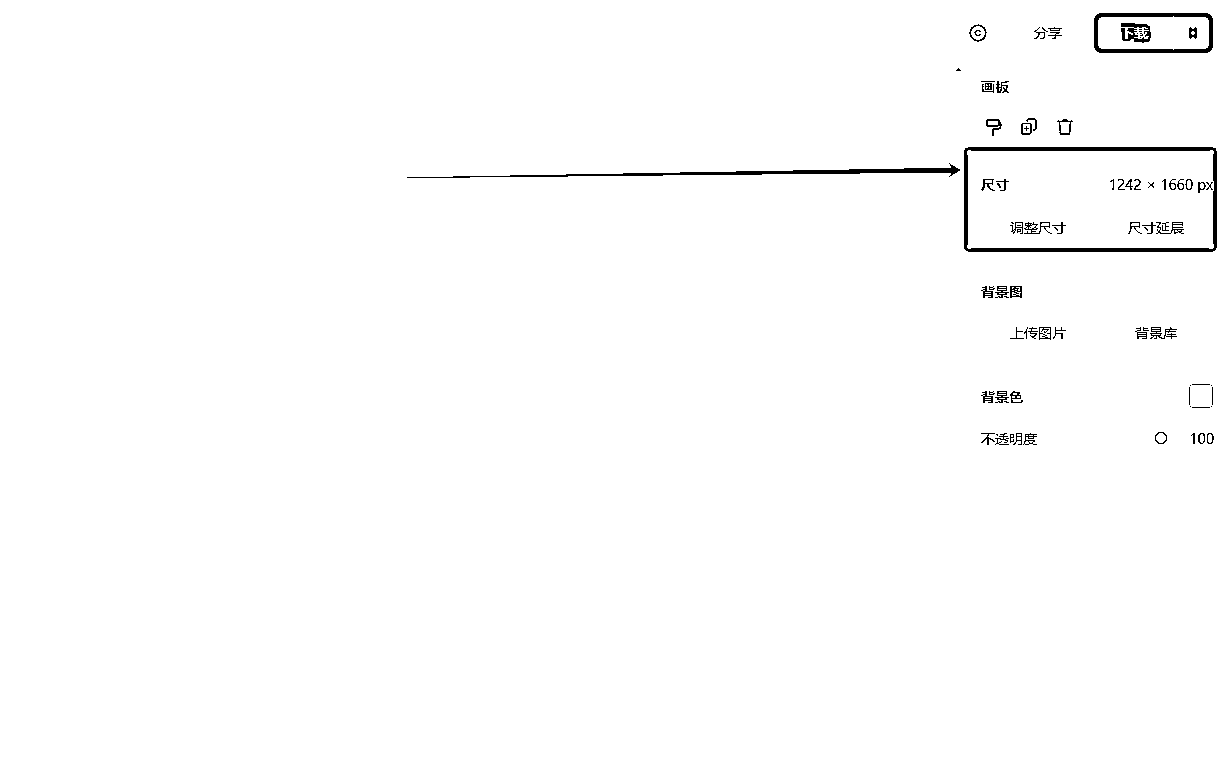 分享 下载
画板
尺寸 1242 × 1660 px
调整尺寸 尺寸延展
背景图
上传图片 背景库
背景色
不透明度 100